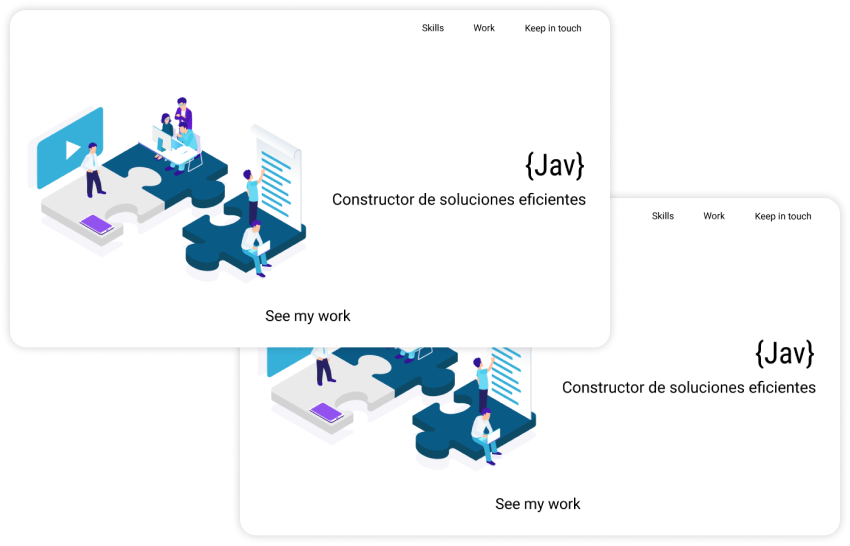 Skills Work Keep in touch
{Jav}
Constructor de soluciones eficientes
See my work
Skills Work Keep in touch
{Jav}
Constructor de soluciones eficientes
See my work